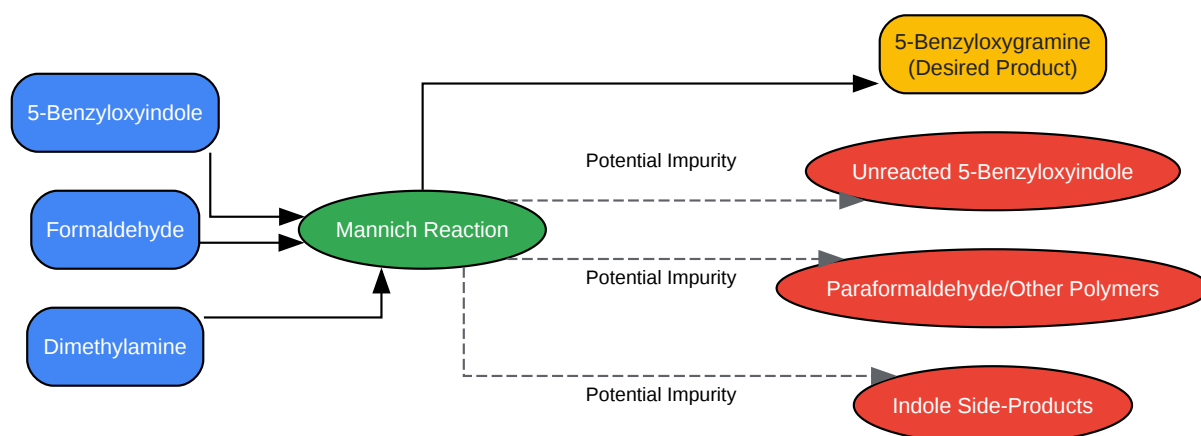 5-Benzyloxygramine
(Desired Product)
5-Benzyloxyindole
Potential Impurity
Unreacted 5-Benzyloxyindole
Formaldehyde
Mannich Reaction
Potential Impurity
Paraformaldehyde/Other Polymers
Dimethylamine
Potential Impurity
Indole Side-Products